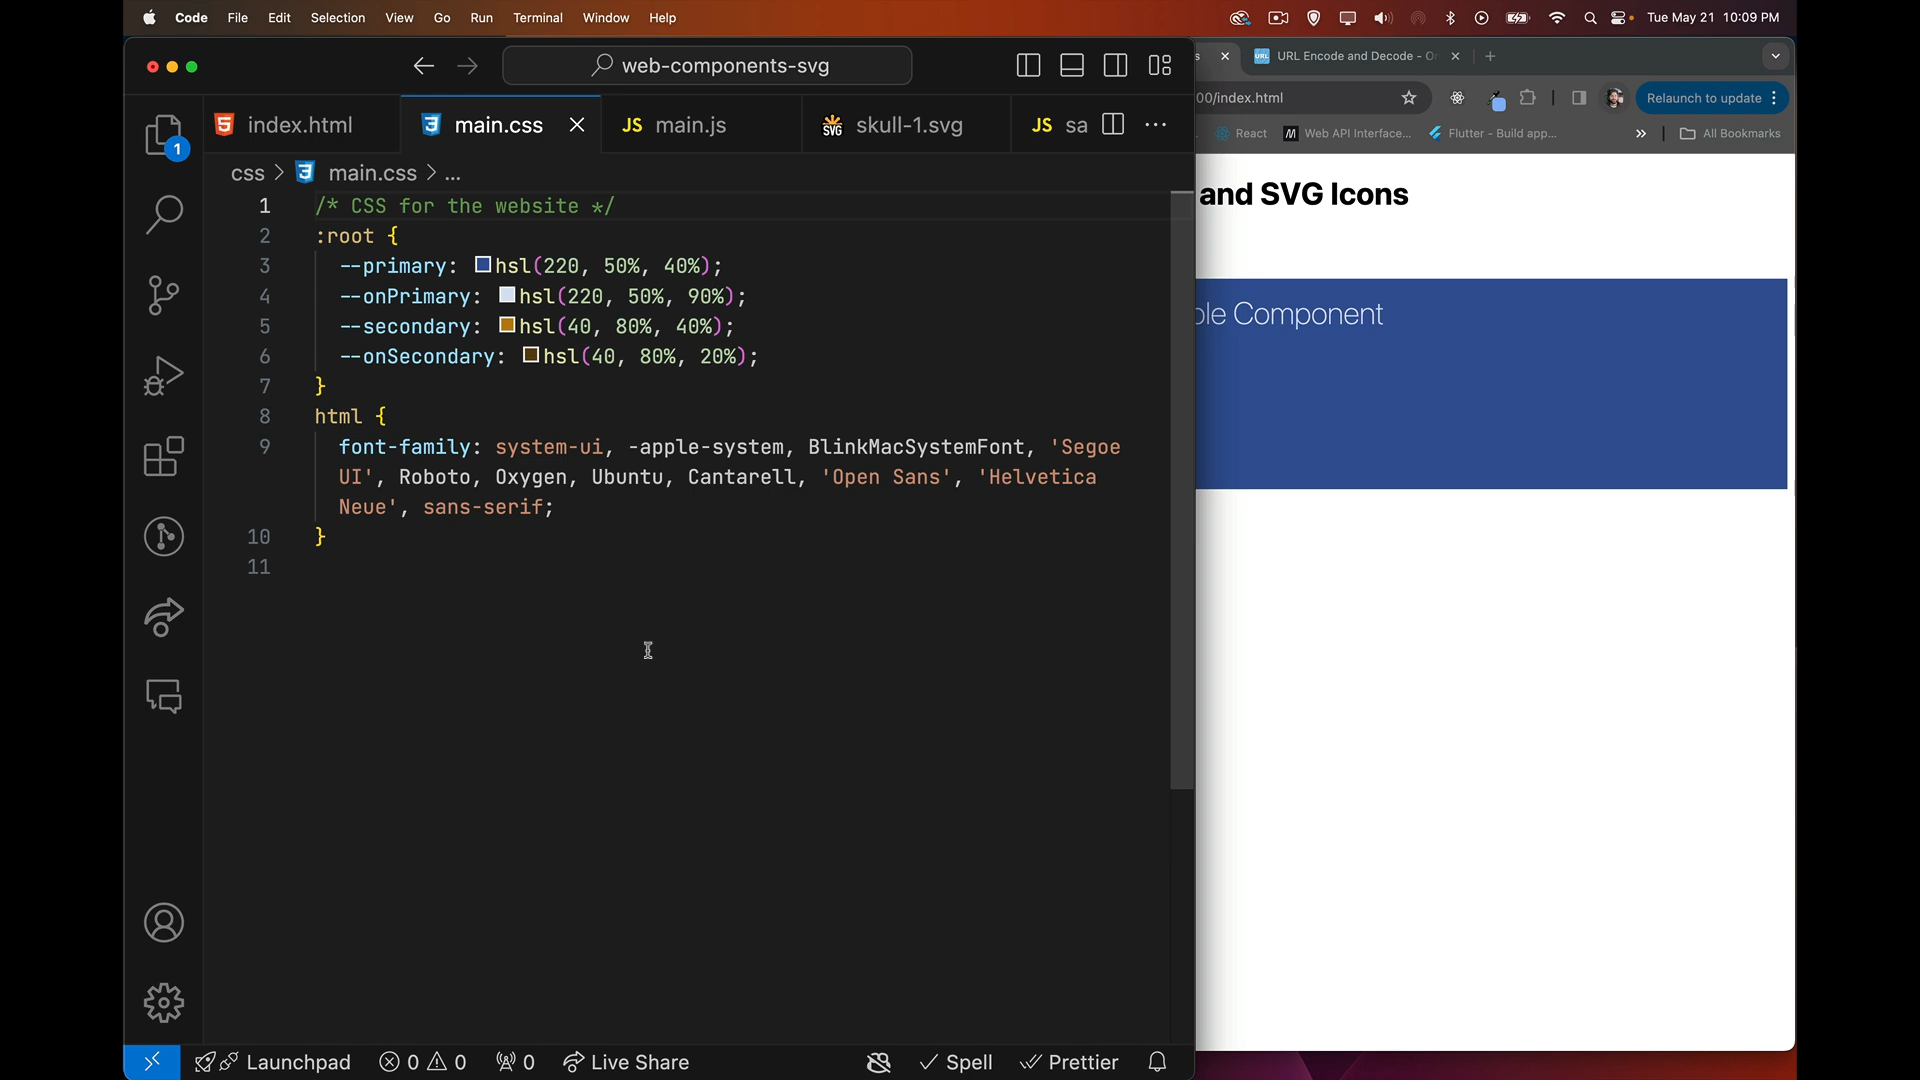 Code File Edit Selection View Go Run Terminal Window Help Tue May 21 10:09 PM
web-components-svg
s URL Encode and Decode - O
00/index.html Relaunch to update
React Web API Interface... Flutter - Build app... All Bookmarks
1
index.html main.css JS main.js SVG skull-1.svg JS sa
css > main.css > ...
1 /* CSS for the website */
2 :root {
3 --primary: hsl(220, 50%, 40%);
4 --onPrimary: hsl(220, 50%, 90%);
5 --secondary: hsl(40, 80%, 40%);
6 --onSecondary: hsl(40, 80%, 20%);
7 }
8 html {
9 font-family: system-ui, -apple-system, BlinkMacSystemFont, 'Segoe
UI', Roboto, Oxygen, Ubuntu, Cantarell, 'Open Sans', 'Helvetica
Neue', sans-serif;
10 }
11
and SVG Icons
ple Component
Launchpad 0 0 0 Live Share Spell Prettier